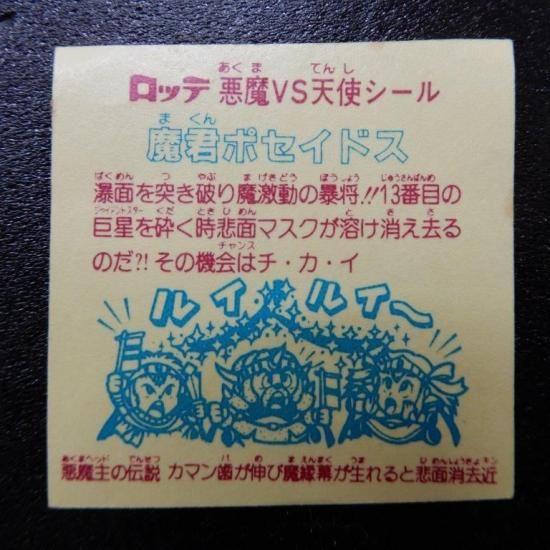 ロッテ 悪魔VS天使シール
魔君ポセイドス
瀑面を突き破り魔激動の暴将!!13番目の
巨星を砕く時悲面マスクが溶け消え去る
のだ?! その機会はチ・カ・イ
ルイ ルイ〜
悪魔主の伝説 カマン歯が伸び魔縁幕が生れると悲面消去近